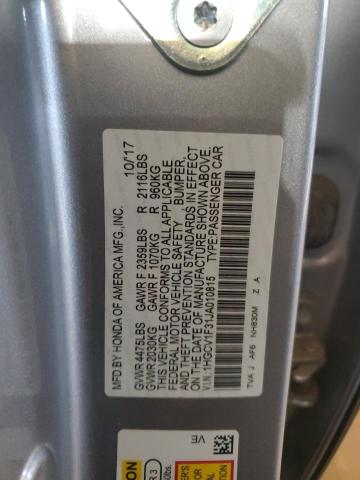 MFD.BY HONDA OF AMERICA MFG.,INC. 10/17
GVWR 4475LBS GAWR F 2359LBS R 2116LBS
GVWR 2030KG GAWR F 1070KG R 960KG
THIS VEHICLE CONFORMS TO ALL APPLICABLE
FEDERAL MOTOR VEHICLE SAFETY BUMPER,
AND THEFT PREVENTION STANDARDS IN EFFECT
ON THE DATE OF MANUFACTURE SHOWN ABOVE.
V.I.N: 1HGCV1F31JA010815 TYPE:PASSENGER CAR
TVA J AP6 NH830M Z A
VE